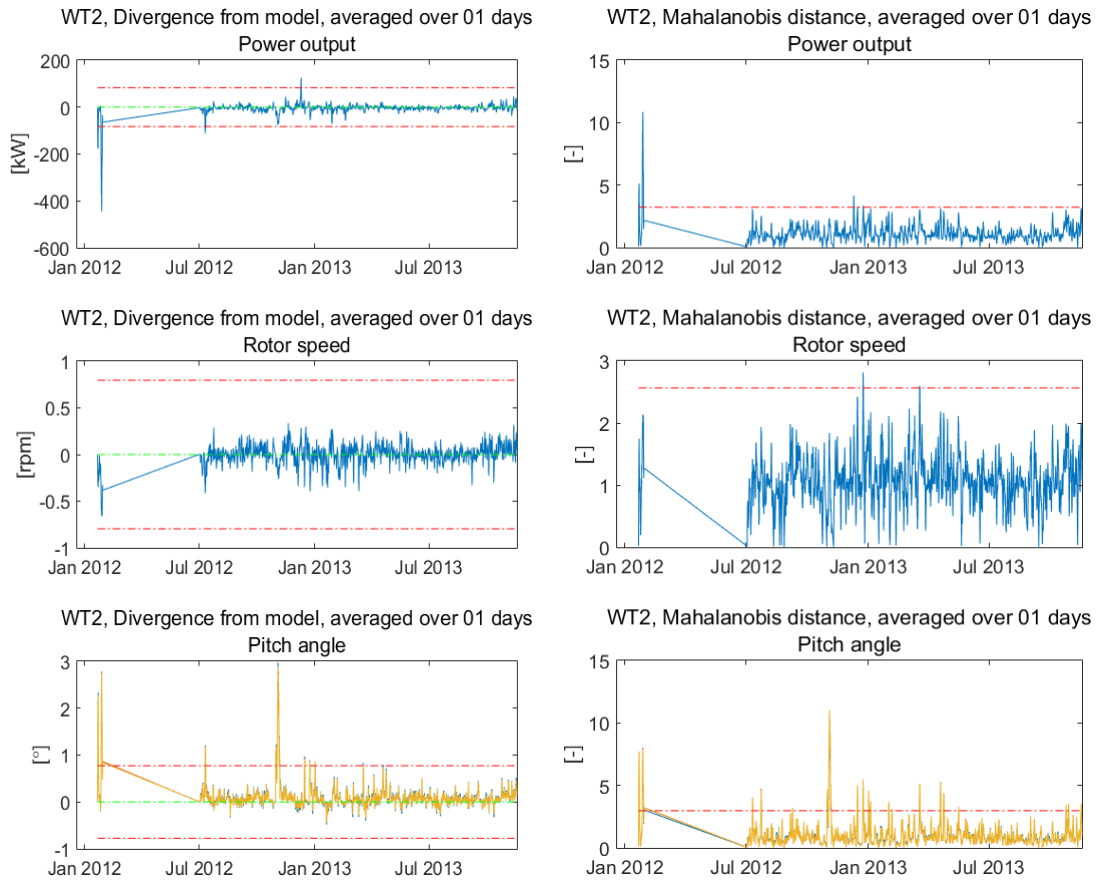 WT2, Divergence from model, averaged over 01 days
Power output
200
0
-200
-400
-600
[kW]
Jan 2012 Jul 2012 Jan 2013 Jul 2013
WT2, Mahalanobis distance, averaged over 01 days
Power output
15
10
5
0
[-]
Jan 2012 Jul 2012 Jan 2013 Jul 2013
WT2, Divergence from model, averaged over 01 days
Rotor speed
1
0.5
0
-0.5
-1
[rpm]
Jan 2012 Jul 2012 Jan 2013 Jul 2013
WT2, Mahalanobis distance, averaged over 01 days
Rotor speed
3
2
1
0
[-]
Jan 2012 Jul 2012 Jan 2013 Jul 2013
WT2, Divergence from model, averaged over 01 days
Pitch angle
3
2
1
0
-1
[°]
Jan 2012 Jul 2012 Jan 2013 Jul 2013
WT2, Mahalanobis distance, averaged over 01 days
Pitch angle
15
10
5
0
[-]
Jan 2012 Jul 2012 Jan 2013 Jul 2013